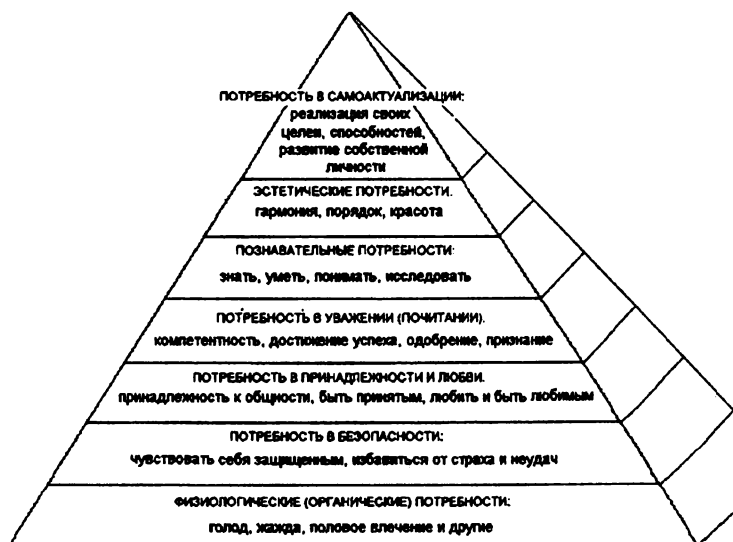 ПОТРЕБНОСТЬ В САМОАКТУАЛИЗАЦИИ:
реализация своих
целей, способностей,
развитие собственной
личности
ЭСТЕТИЧЕСКИЕ ПОТРЕБНОСТИ.
гармония, порядок, красота
ПОЗНАВАТЕЛЬНЫЕ ПОТРЕБНОСТИ:
знать, уметь, понимать, исследовать
ПОТРЕБНОСТЬ В УВАЖЕНИИ (ПОЧИТАНИИ).
компетентность, достижение успеха, одобрение, признание
ПОТРЕБНОСТЬ В ПРИНАДЛЕЖНОСТИ И ЛЮБВИ.
принадлежность к общности, быть принятым, любить и быть любимым
ПОТРЕБНОСТЬ В БЕЗОПАСНОСТИ:
чувствовать себя защищенным, избавиться от страха и неудач
ФИЗИОЛОГИЧЕСКИЕ (ОРГАНИЧЕСКИЕ) ПОТРЕБНОСТИ:
голод, жажда, половое влечение и другие